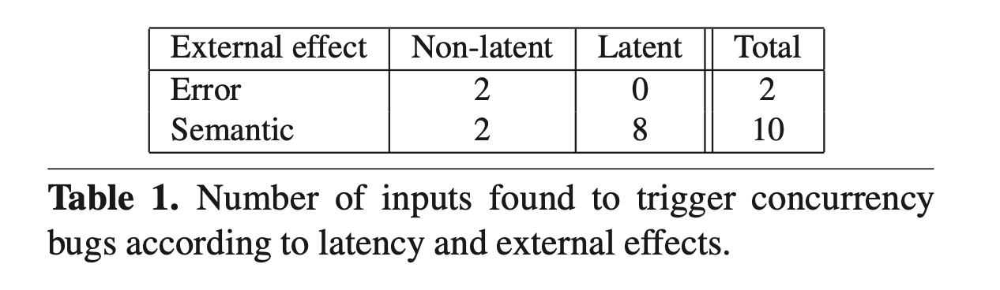 External effect Non-latent Latent Total
Error 2 0 2
Semantic 2 8 10
Table 1. Number of inputs found to trigger concurrency
bugs according to latency and external effects.